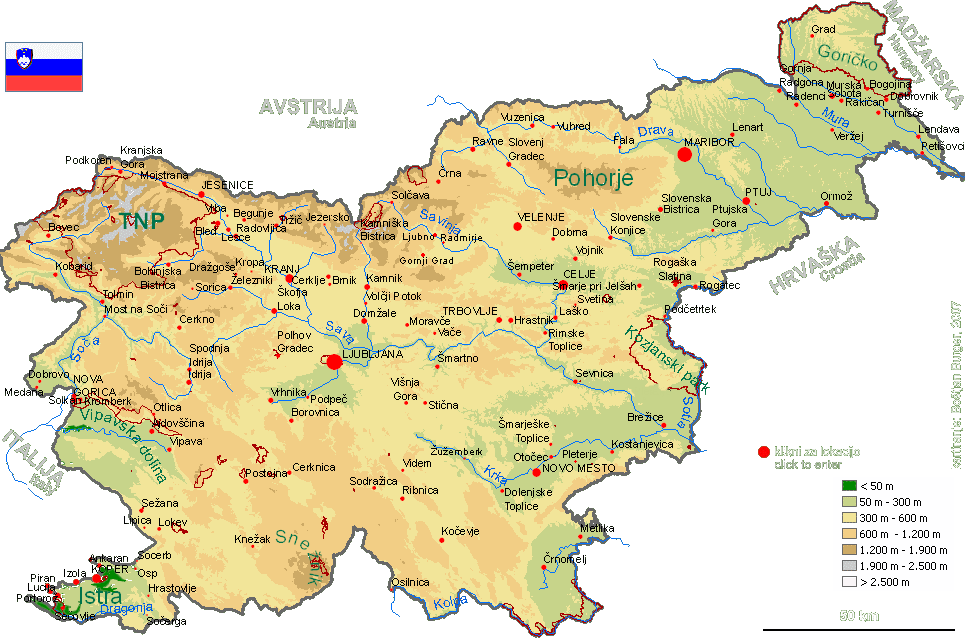 MADŽARSKA
Hungary
AVSTRIJA
Austria
HRVAŠKA
Croatia
ITALIJA
Italy
Grad
Goričko
Gornja
Radgona
Radenci
Murska
Sobota
Bogojina
Rakičan
Dobrovnik
Turnišče
Mura
Veržej
Lendava
Petišovci
Vuzenica
Vuhred
Fala
Drava
Lenart
MARIBOR
Ravne
Slovenj
Gradec
Pohorje
Črna
PTUJ
Ormož
Kranjska
Gora
Podkoren
Mojstrana
JESENICE
Solčava
Slovenska
Bistrica
Ptujska
Gora
TNP
Vrba
Begunje
Tržič
Jezersko
Kamniška
Bistrica
Savinja
VELENJE
Slovenske
Konjice
Bovec
Bled
Lesce
Radovljica
Ljubno
Radmirje
Dobrna
Vojnik
Gornji Grad
Kobarid
Bohinjska
Bistrica
Dražgoše
Kropa
KRANJ
Cerklje
Brnik
Kamnik
Šempeter
CELJE
Rogaška
Slatina
Rogatec
Sorica
Železniki
Šmarje pri Jelšah
Svetina
Tolmin
Most na Soči
Škofja
Loka
Volčji Potok
Domžale
Moravče
TRBOVLJE
Hrastnik
Laško
Podčetrtek
Cerkno
Sava
Vače
Rimske
Toplice
Kozjanski park
Soča
Spodnja
Idrija
Idrija
Polhov
Gradec
LJUBLJANA
Šmartno
Sevnica
Dobrovo
Medana
NOVA
GORICA
Solkan
Kromberk
Vrhnika
Podpeč
Borovnica
Višnja
Gora
Stična
Sotla
Vipavska dolina
Otlica
Ajdovščina
Vipava
Šmarješke
Toplice
Brežice
Kostanjevica
Žužemberk
Otočec
Pleterje
Krka
NOVO MESTO
Dolenjske
Toplice
Postojna
Cerknica
Videm
Sodražica
Ribnica
Sežana
Lipica
Lokev
Knežak
Snežnik
Kočevje
Metlika
Črnomelj
Ankaran
KOPER
Socerb
Osp
Hrastovlje
Piran
Izola
Lucija
Portorož
Istra
Sečovlje
Dragonja
Sočerga
Osilnica
Kolpa
klikni za lokacijo
click to enter
< 50 m
50 m - 300 m
300 m - 600 m
600 m - 1.200 m
1.200 m - 1.900 m
1.900 m - 2.500 m
> 2.500 m
50 km